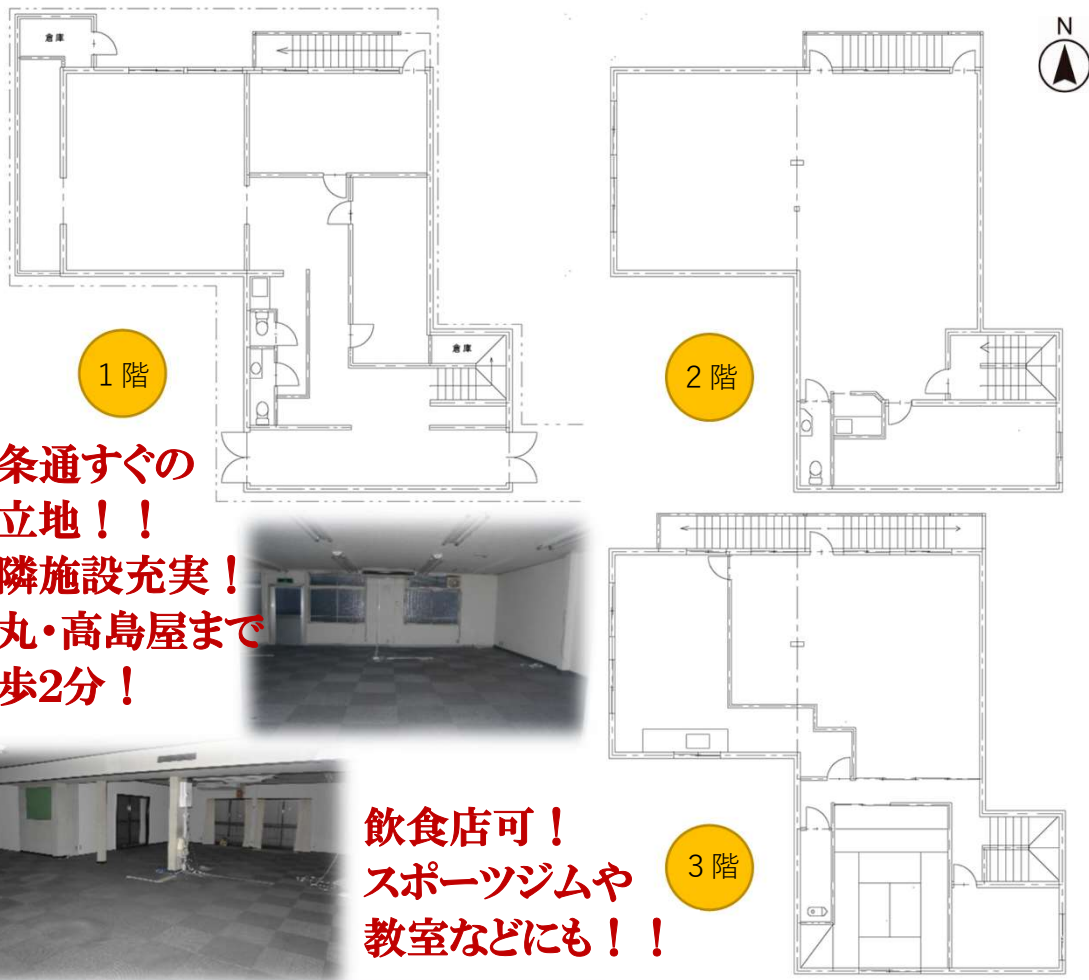 倉庫
N
倉庫
1階
2階
条通すぐの
立地！！
隣施設充実！
丸・高島屋まで
歩2分！
飲食店可！
スポーツジムや
教室などにも！！
3階